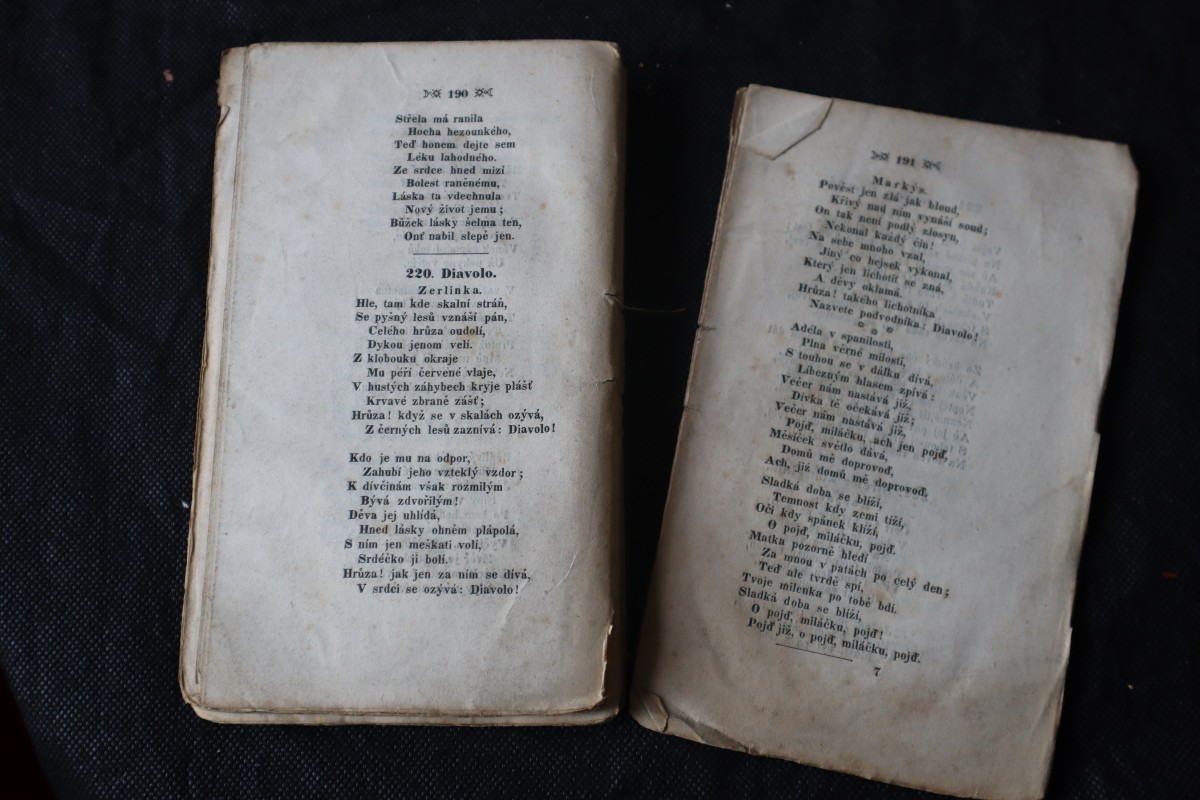 190
Střela má ranila
Hocha hezounkého,
Teď honem dejte sem
Léku lahodného.
Ze srdce hned mizí
Bolest raněnému,
Láska ta vdechnula
Nový život jemu;
Bůžek lásky šelma ten,
Onť nabil slepě jen.
220. Diavolo.
Zerlinka.
Hle, tam kde skalní stráň,
Se pyšný lesů vznáší pán,
Celého hrůza oudolí,
Dykou jenom velí.
Z klobouku okraje
Mu péří červené vlaje,
V hustých záhybech kryje plášť
Krvavé zbraně zášť;
Hrůza! když se v skalách ozývá,
Z černých lesů zaznívá: Diavolo!
Kdo je mu na odpor,
Zahubí jeho vzteklý vzdor;
K dívčinám však rozmilým
Bývá zdvořilým!
Děva jej uhlídá,
Hned lásky ohněm plápolá,
S ním jen meškati volí,
Srdéčko ji bolí.
Hrůza! jak jen za ním se dívá,
V srdci se ozývá: Diavolo!
191
Markýs.
Pověst jen zlá jak bloud,
Křivý nad ním vynáší soud;
On tak není podlý zlosyn,
Nekonal každý čin!
Na sebe mnoho vzal,
Jiný co hejsek vykonal,
Který jen lichotit se zná,
A děvy oklamá.
Hrůza! takého lichotníka
Nazvete podvodníka: Diavolo!
* * *
Adéla v spanilosti,
Plna věrné milosti,
S touhou se v dálku dívá,
Líbezným hlasem zpívá:
Večer nám nastává již,
Dívka tě očekává již;
Večer nám nastává již,
Pojď, miláčku, ach jen pojď,
Měsíček světlo dává,
Domů mě doprovoď,
Ach, již domů mě doprovoď.
Sladká doba se blíží,
Temnost kdy zemi tíží,
Oči kdy spánek klíží,
O pojď, miláčku, pojď.
Matka pozorně hledí
Za mnou v patách po celý den;
Teď ale tvrdě spí,
Tvoje milenka po tobě bdí.
Sladká doba se blíží,
O pojď, miláčku, pojď!
Pojď již, o pojď, miláčku, pojď.
7